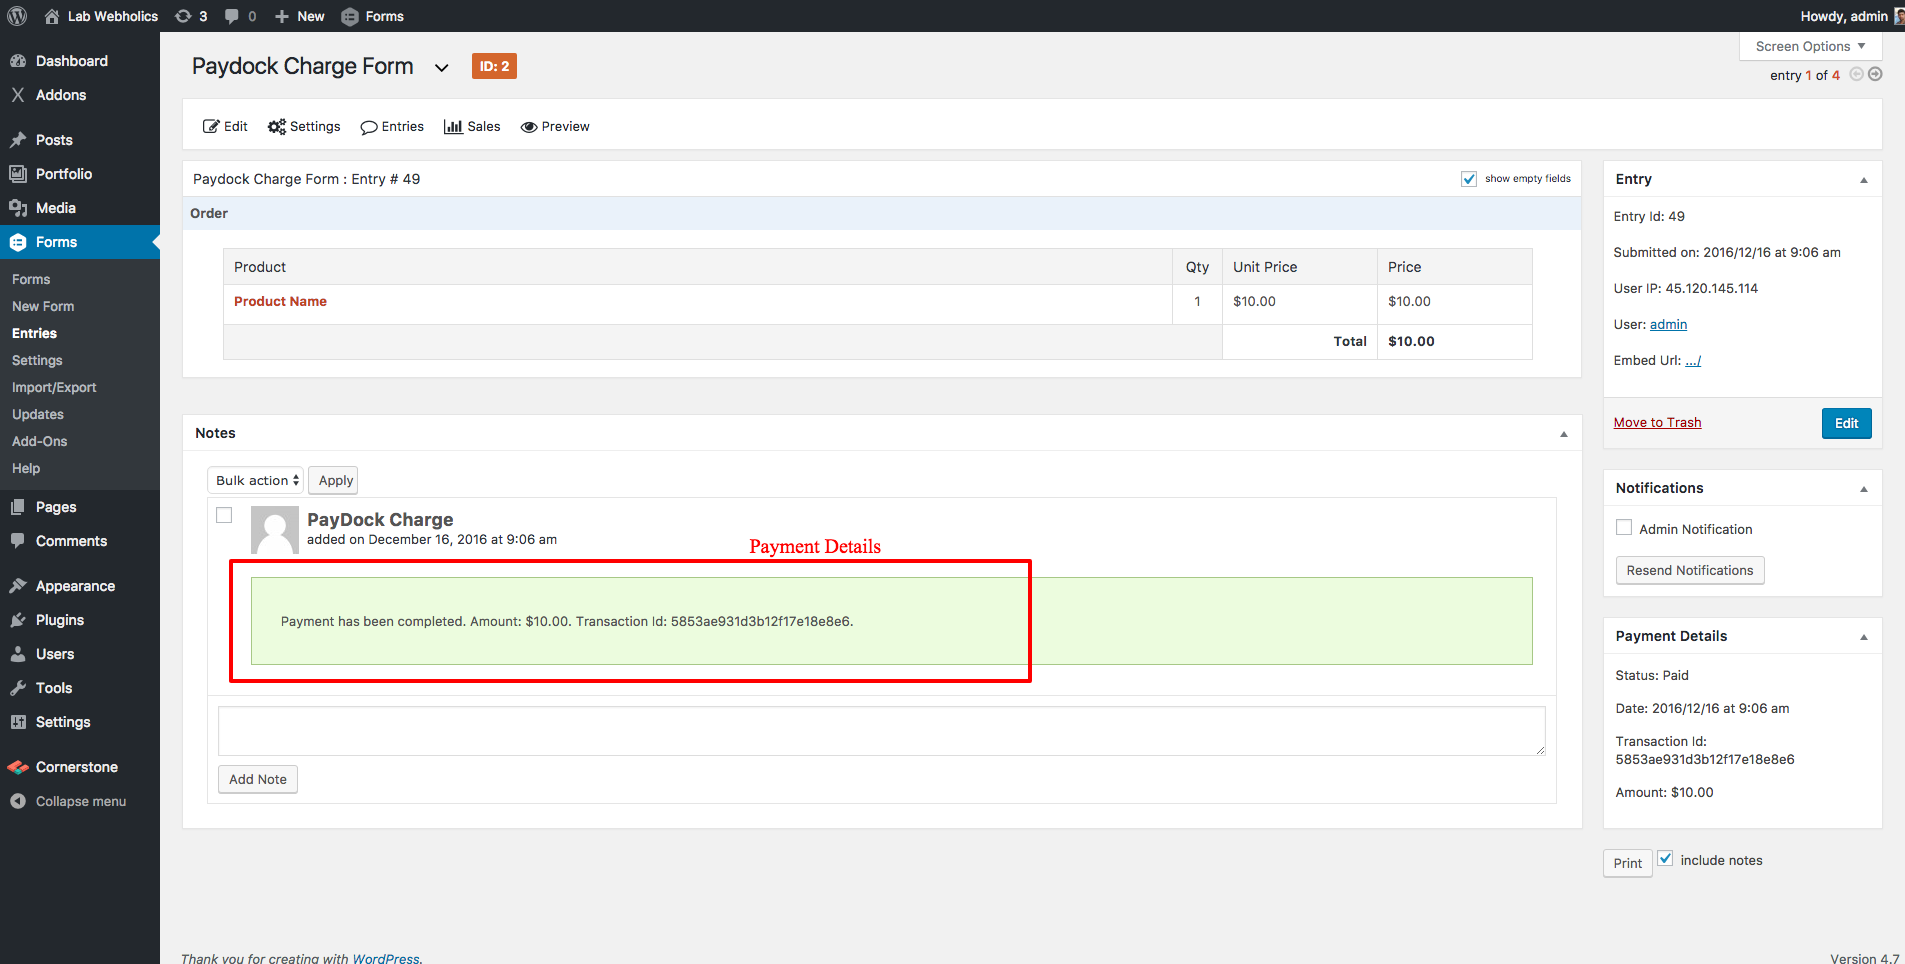 Lab Webholics
3
0
New
Forms
Howdy, admin
Dashboard
Addons
Posts
Portfolio
Media
Forms
Forms
New Form
Entries
Settings
Import/Export
Updates
Add-Ons
Help
Pages
Comments
Appearance
Plugins
Users
Tools
Settings
Cornerstone
Collapse menu
Screen Options
Paydock Charge Form
ID: 2
entry 1 of 4
Edit
Settings
Entries
Sales
Preview
Paydock Charge Form : Entry # 49
show empty fields
Order
Product Qty Unit Price Price
Product Name 1 $10.00 $10.00
Total $10.00
Notes
Bulk action
Apply
PayDock Charge
added on December 16, 2016 at 9:06 am
Payment Details
Payment has been completed. Amount: $10.00. Transaction Id: 5853ae931d3b12f17e18e8e6.
Add Note
Entry
Entry Id: 49
Submitted on: 2016/12/16 at 9:06 am
User IP: 45.120.145.114
User: admin
Embed Url: .../
Move to Trash
Edit
Notifications
Admin Notification
Resend Notifications
Payment Details
Status: Paid
Date: 2016/12/16 at 9:06 am
Transaction Id:
5853ae931d3b12f17e18e8e6
Amount: $10.00
Print
include notes
Thank you for creating with WordPress.
Version 4.7